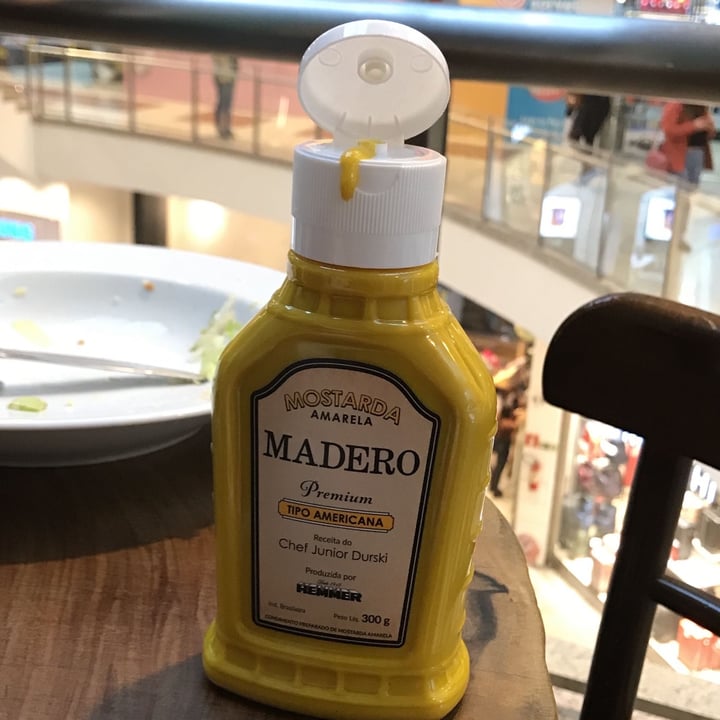 MOSTARDA
AMARELA
MADERO
Premium
TIPO AMERICANA
Receita do
Chef Junior Durski
Produzida por
HEMMER
Ind. Brasileira Peso Líq. 300 g
CONDIMENTO PREPARADO DE MOSTARDA AMARELA